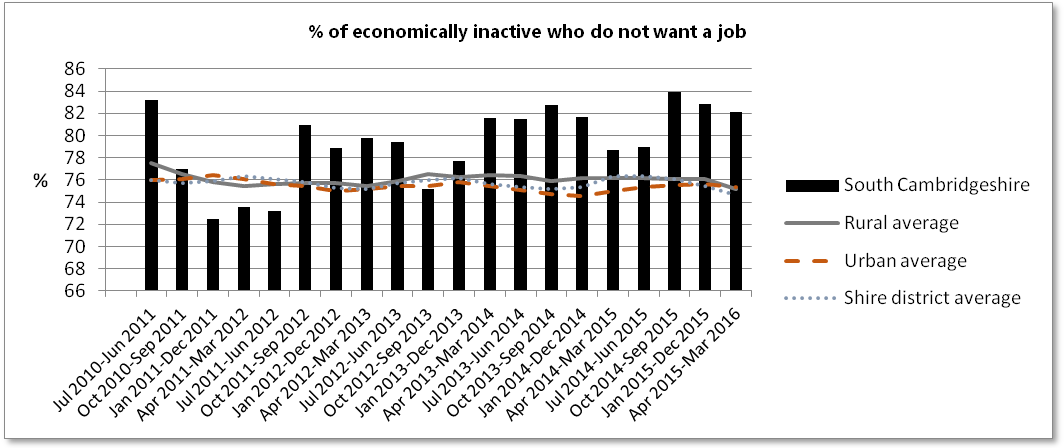 % of economically inactive who do not want a job
86
84
82
80
78
76
74
72
70
68
66
%
Jul 2010-Jun 2011
Oct 2010-Sep 2011
Jan 2011-Dec 2011
Apr 2011-Mar 2012
Jul 2011-Jun 2012
Oct 2011-Sep 2012
Jan 2012-Dec 2012
Apr 2012-Mar 2013
Jul 2012-Jun 2013
Oct 2012-Sep 2013
Jan 2013-Dec 2013
Apr 2013-Mar 2014
Jul 2013-Jun 2014
Oct 2013-Sep 2014
Jan 2014-Dec 2014
Apr 2014-Mar 2015
Jul 2014-Jun 2015
Oct 2014-Sep 2015
Jan 2015-Dec 2015
Apr 2015-Mar 2016
South Cambridgeshire
Rural average
Urban average
Shire district average